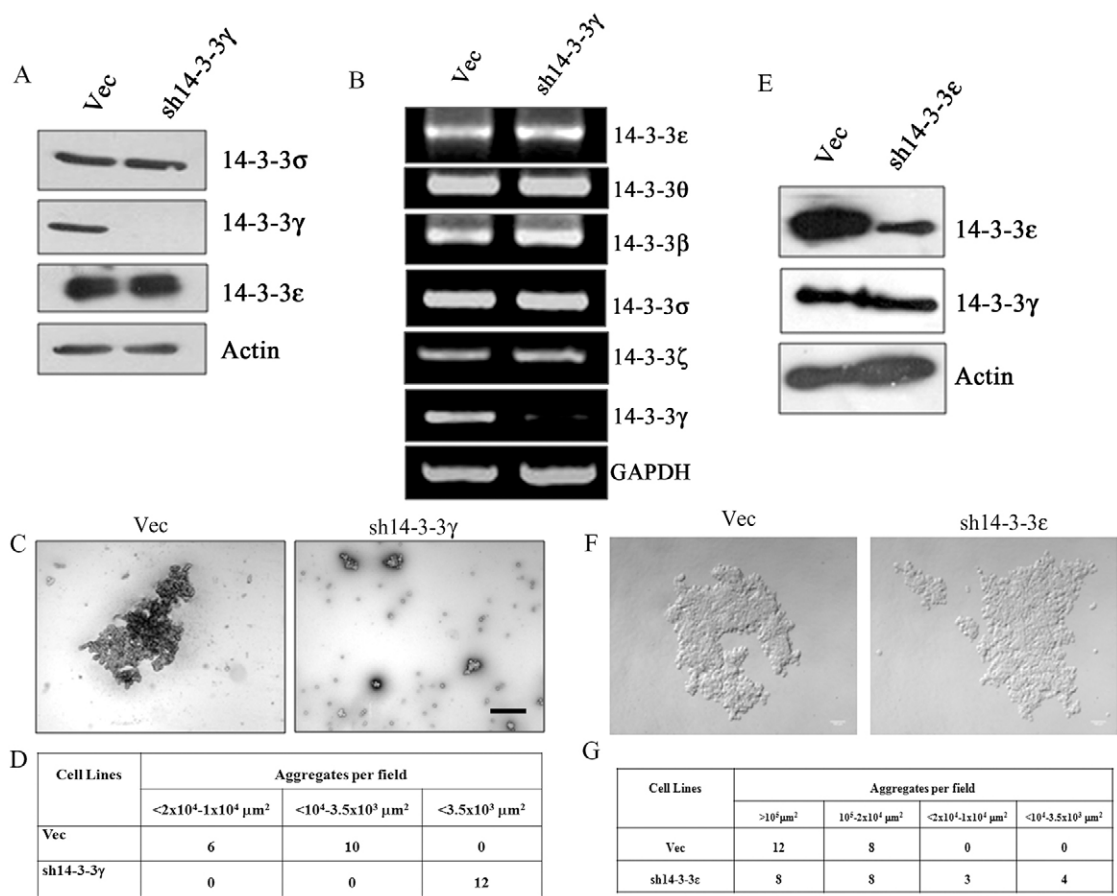 A
Vec
sh14-3-3γ
14-3-3σ
14-3-3γ
14-3-3ε
Actin
B
Vec
sh14-3-3γ
14-3-3ε
14-3-3θ
14-3-3β
14-3-3σ
14-3-3ζ
14-3-3γ
GAPDH
E
Vec
sh14-3-3ε
14-3-3ε
14-3-3γ
Actin
C
Vec
sh14-3-3γ
D
Cell Lines
Aggregates per field
<2x10⁴-1x10⁴ μm²
<10⁴-3.5x10³ μm²
<3.5x10³ μm²
Vec
6
10
0
sh14-3-3γ
0
0
12
F
Vec
sh14-3-3ε
G
Cell Lines
Aggregates per field
>10⁵μm²
10⁵-2x10⁴ μm²
<2x10⁴-1x10⁴ μm²
<10⁴-3.5x10³ μm²
Vec
12
8
0
0
sh14-3-3ε
8
8
3
4